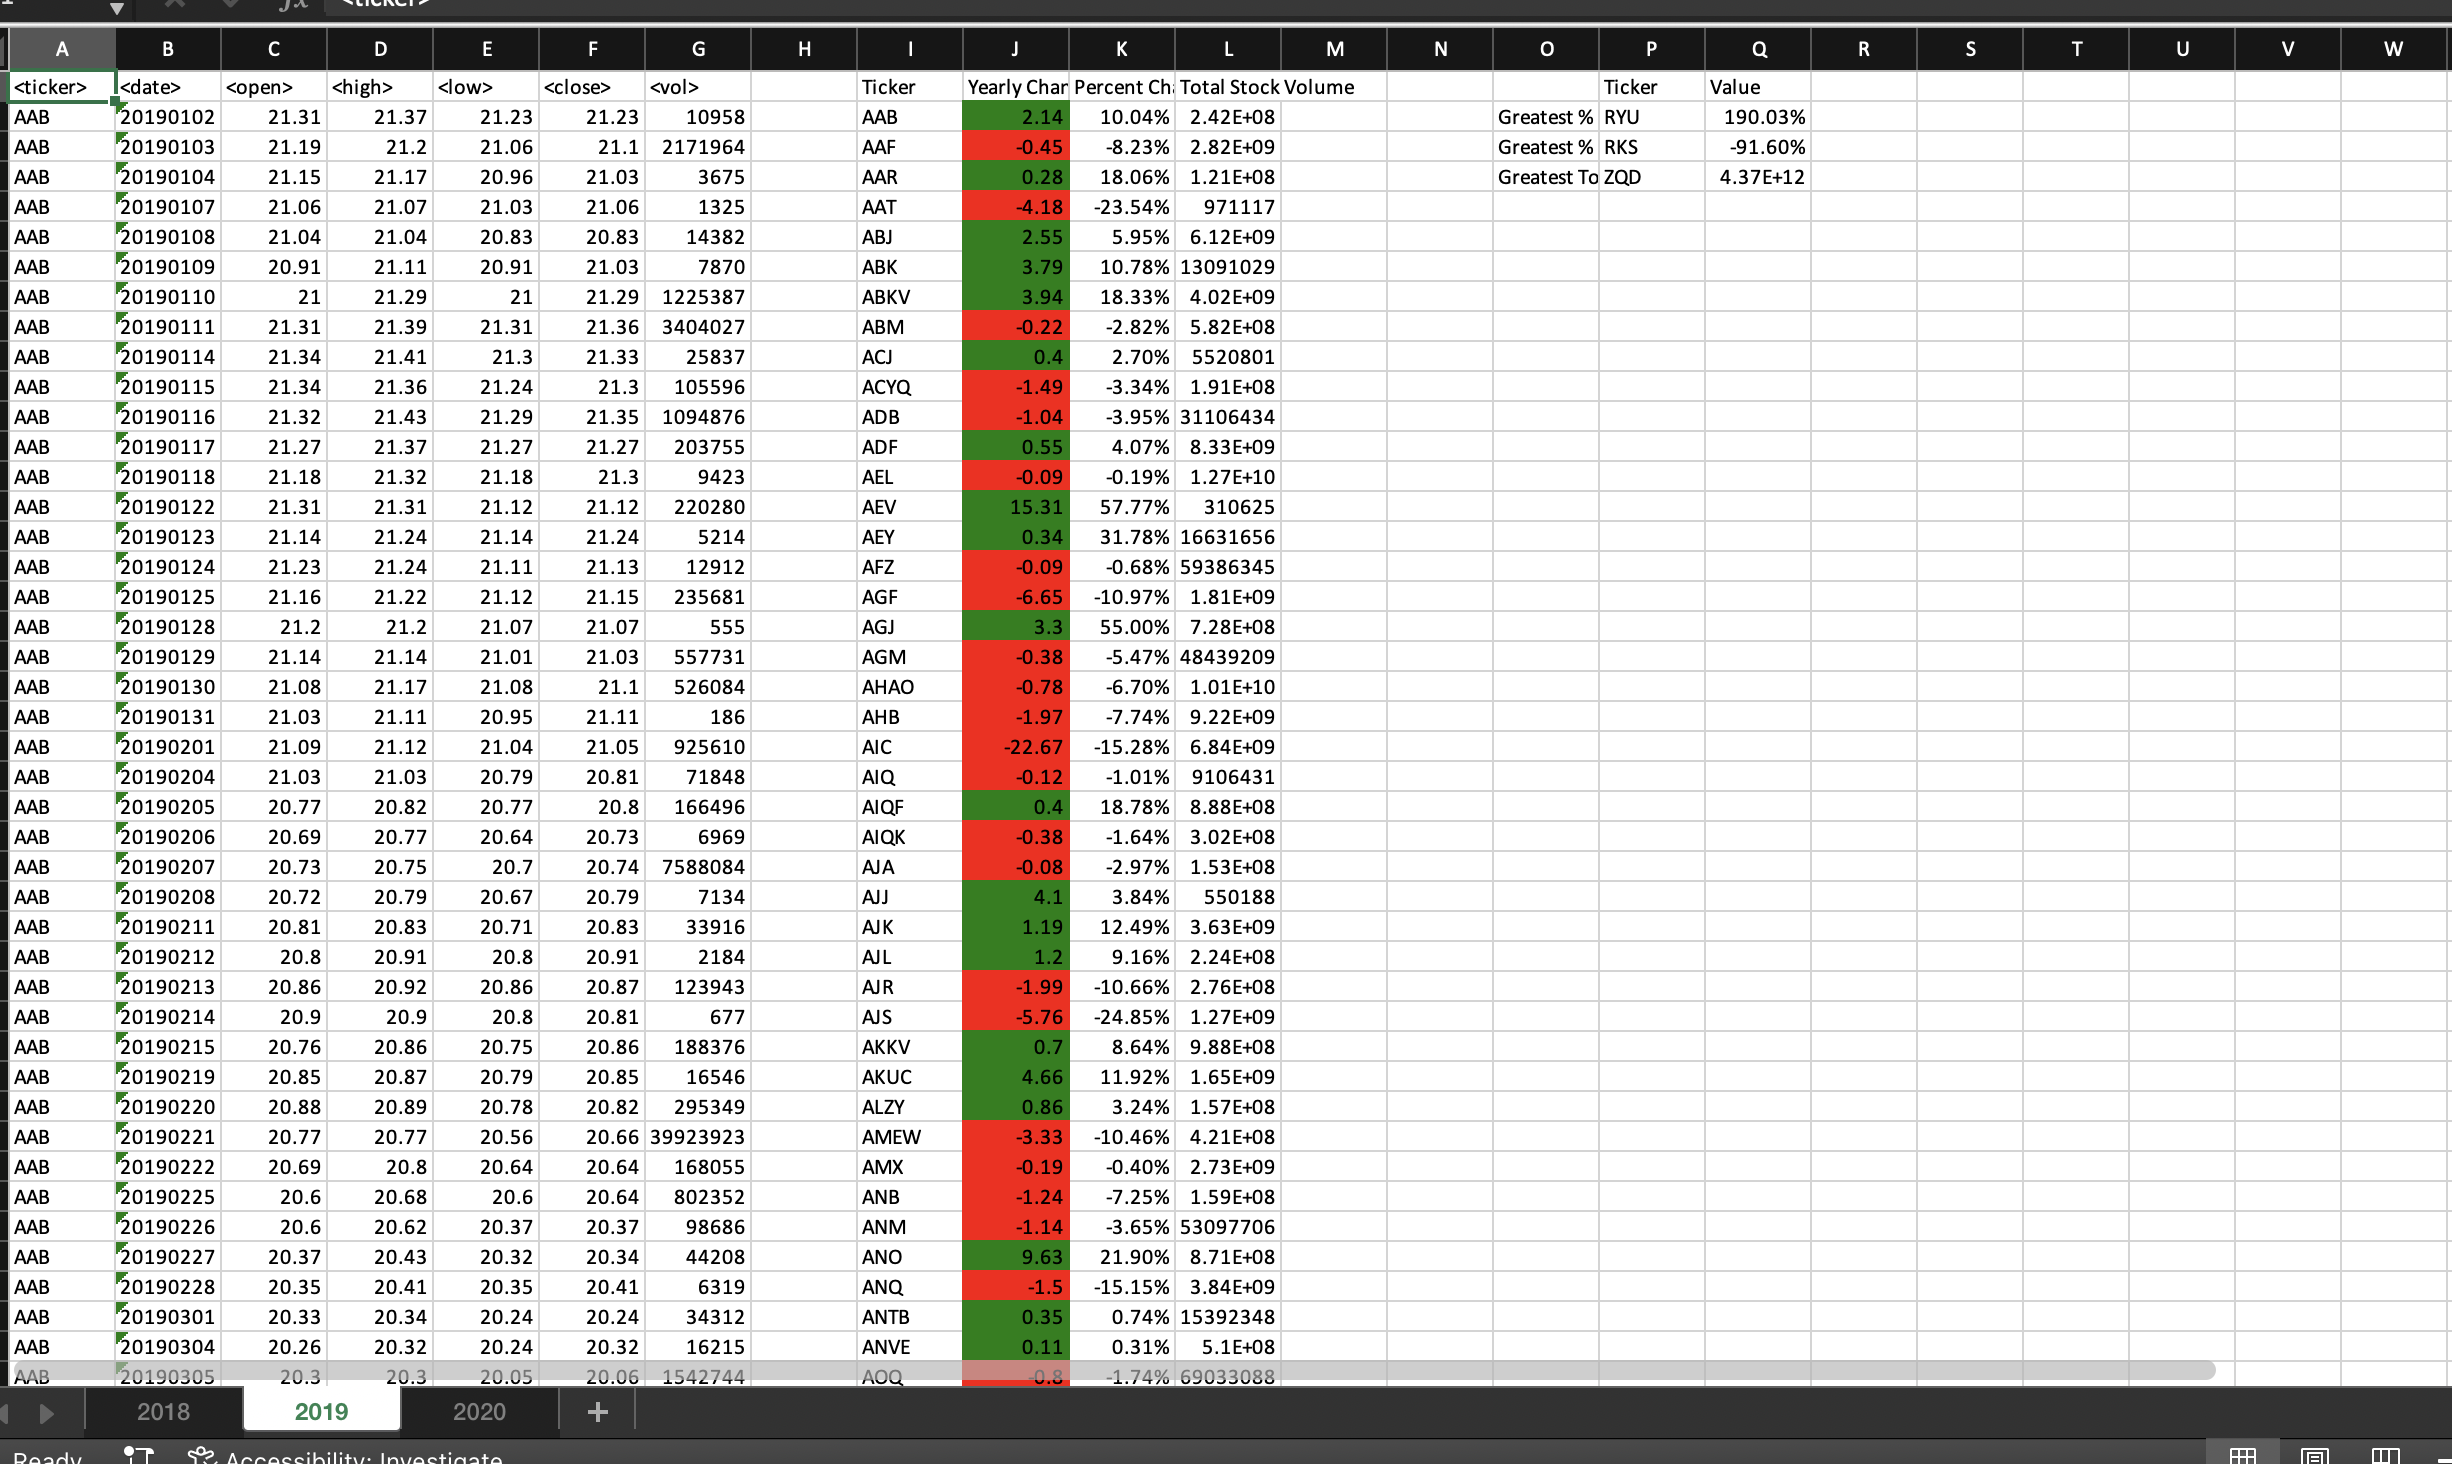 fx <ticker>
A B C D E F G H I J K L M N O P Q R S T U V W
<ticker> <date> <open> <high> <low> <close> <vol> Ticker Yearly Char Percent Ch Total Stock Volume Ticker Value
AAB 20190102 21.31 21.37 21.23 21.23 10958 AAB 2.14 10.04% 2.42E+08 Greatest % RYU 190.03%
AAB 20190103 21.19 21.2 21.06 21.1 2171964 AAF -0.45 -8.23% 2.82E+09 Greatest % RKS -91.60%
AAB 20190104 21.15 21.17 20.96 21.03 3675 AAR 0.28 18.06% 1.21E+08 Greatest To ZQD 4.37E+12
AAB 20190107 21.06 21.07 21.03 21.06 1325 AAT -4.18 -23.54% 971117
AAB 20190108 21.04 21.04 20.83 20.83 14382 ABJ 2.55 5.95% 6.12E+09
AAB 20190109 20.91 21.11 20.91 21.03 7870 ABK 3.79 10.78% 13091029
AAB 20190110 21 21.29 21 21.29 1225387 ABKV 3.94 18.33% 4.02E+09
AAB 20190111 21.31 21.39 21.31 21.36 3404027 ABM -0.22 -2.82% 5.82E+08
AAB 20190114 21.34 21.41 21.3 21.33 25837 ACJ 0.4 2.70% 5520801
AAB 20190115 21.34 21.36 21.24 21.3 105596 ACYQ -1.49 -3.34% 1.91E+08
AAB 20190116 21.32 21.43 21.29 21.35 1094876 ADB -1.04 -3.95% 31106434
AAB 20190117 21.27 21.37 21.27 21.27 203755 ADF 0.55 4.07% 8.33E+09
AAB 20190118 21.18 21.32 21.18 21.3 9423 AEL -0.09 -0.19% 1.27E+10
AAB 20190122 21.31 21.31 21.12 21.12 220280 AEV 15.31 57.77% 310625
AAB 20190123 21.14 21.24 21.14 21.24 5214 AEY 0.34 31.78% 16631656
AAB 20190124 21.23 21.24 21.11 21.13 12912 AFZ -0.09 -0.68% 59386345
AAB 20190125 21.16 21.22 21.12 21.15 235681 AGF -6.65 -10.97% 1.81E+09
AAB 20190128 21.2 21.2 21.07 21.07 555 AGJ 3.3 55.00% 7.28E+08
AAB 20190129 21.14 21.14 21.01 21.03 557731 AGM -0.38 -5.47% 48439209
AAB 20190130 21.08 21.17 21.08 21.1 526084 AHAO -0.78 -6.70% 1.01E+10
AAB 20190131 21.03 21.11 20.95 21.11 186 AHB -1.97 -7.74% 9.22E+09
AAB 20190201 21.09 21.12 21.04 21.05 925610 AIC -22.67 -15.28% 6.84E+09
AAB 20190204 21.03 21.03 20.79 20.81 71848 AIQ -0.12 -1.01% 9106431
AAB 20190205 20.77 20.82 20.77 20.8 166496 AIQF 0.4 18.78% 8.88E+08
AAB 20190206 20.69 20.77 20.64 20.73 6969 AIQK -0.38 -1.64% 3.02E+08
AAB 20190207 20.73 20.75 20.7 20.74 7588084 AJA -0.08 -2.97% 1.53E+08
AAB 20190208 20.72 20.79 20.67 20.79 7134 AJJ 4.1 3.84% 550188
AAB 20190211 20.81 20.83 20.71 20.83 33916 AJK 1.19 12.49% 3.63E+09
AAB 20190212 20.8 20.91 20.8 20.91 2184 AJL 1.2 9.16% 2.24E+08
AAB 20190213 20.86 20.92 20.86 20.87 123943 AJR -1.99 -10.66% 2.76E+08
AAB 20190214 20.9 20.9 20.8 20.81 677 AJS -5.76 -24.85% 1.27E+09
AAB 20190215 20.76 20.86 20.75 20.86 188376 AKKV 0.7 8.64% 9.88E+08
AAB 20190219 20.85 20.87 20.79 20.85 16546 AKUC 4.66 11.92% 1.65E+09
AAB 20190220 20.88 20.89 20.78 20.82 295349 ALZY 0.86 3.24% 1.57E+08
AAB 20190221 20.77 20.77 20.56 20.66 39923923 AMEW -3.33 -10.46% 4.21E+08
AAB 20190222 20.69 20.8 20.64 20.64 168055 AMX -0.19 -0.40% 2.73E+09
AAB 20190225 20.6 20.68 20.6 20.64 802352 ANB -1.24 -7.25% 1.59E+08
AAB 20190226 20.6 20.62 20.37 20.37 98686 ANM -1.14 -3.65% 53097706
AAB 20190227 20.37 20.43 20.32 20.34 44208 ANO 9.63 21.90% 8.71E+08
AAB 20190228 20.35 20.41 20.35 20.41 6319 ANQ -1.5 -15.15% 3.84E+09
AAB 20190301 20.33 20.34 20.24 20.24 34312 ANTB 0.35 0.74% 15392348
AAB 20190304 20.26 20.32 20.24 20.32 16215 ANVE 0.11 0.31% 5.1E+08
AAB 20190305 20.3 20.3 20.05 20.06 1542744 AOQ -0.8 -1.74% 69033088
2018 2019 2020 +
Ready Accessibility: Investigate